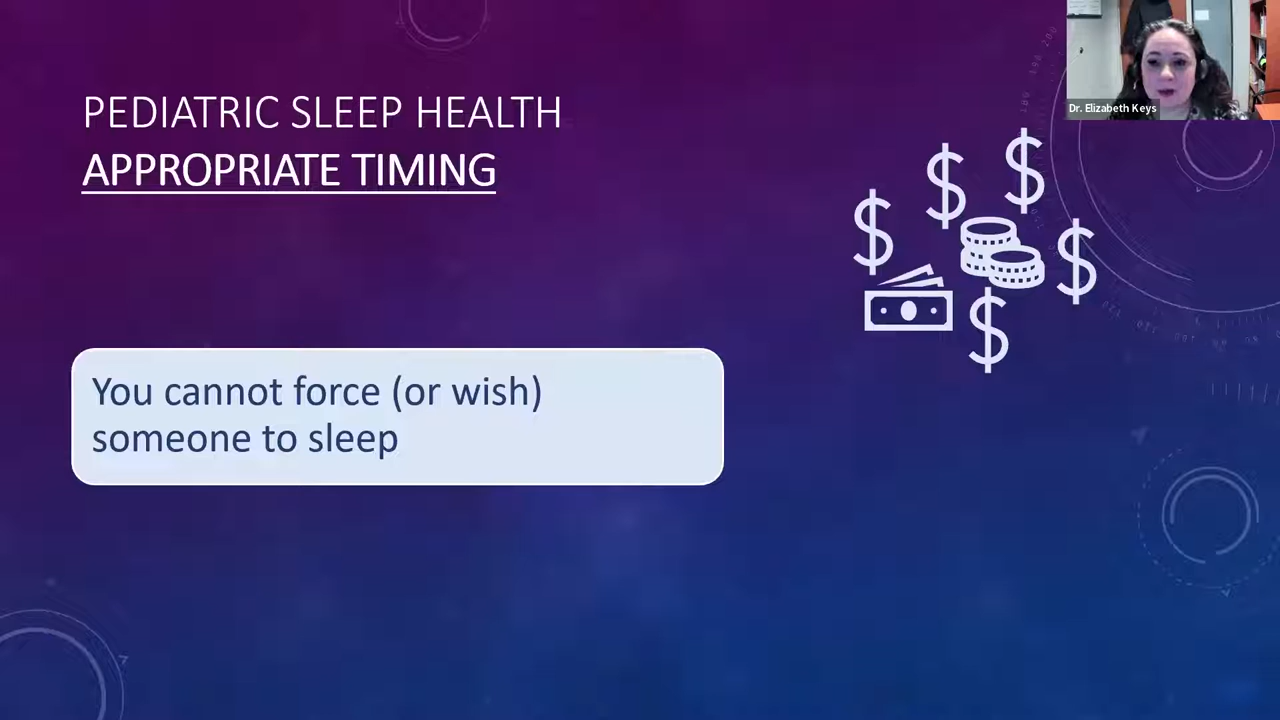 PEDIATRIC SLEEP HEALTH
APPROPRIATE TIMING
You cannot force (or wish)
someone to sleep
$ $ $ $ $
Dr. Elizabeth Keys